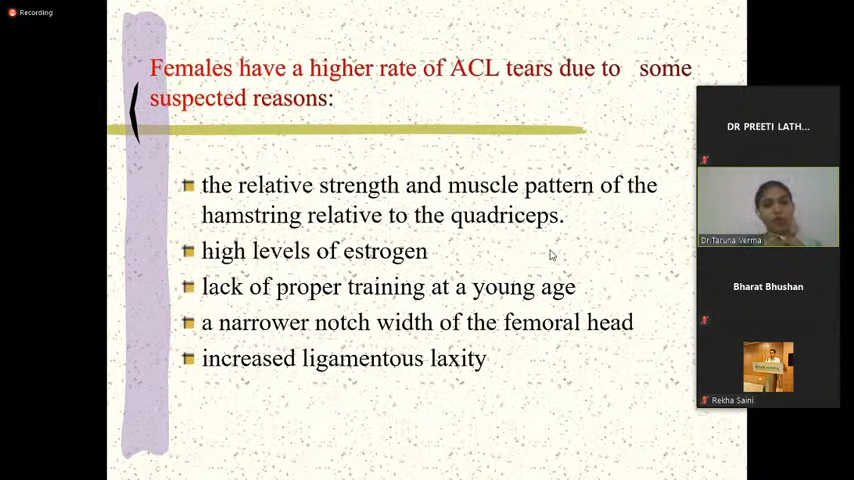 Recording
Females have a higher rate of ACL tears due to some
suspected reasons:
the relative strength and muscle pattern of the
hamstring relative to the quadriceps.
high levels of estrogen
lack of proper training at a young age
a narrower notch width of the femoral head
increased ligamentous laxity
DR PREETI LATH...
Dr.Taruna Verma
Bharat Bhushan
Rekha Saini